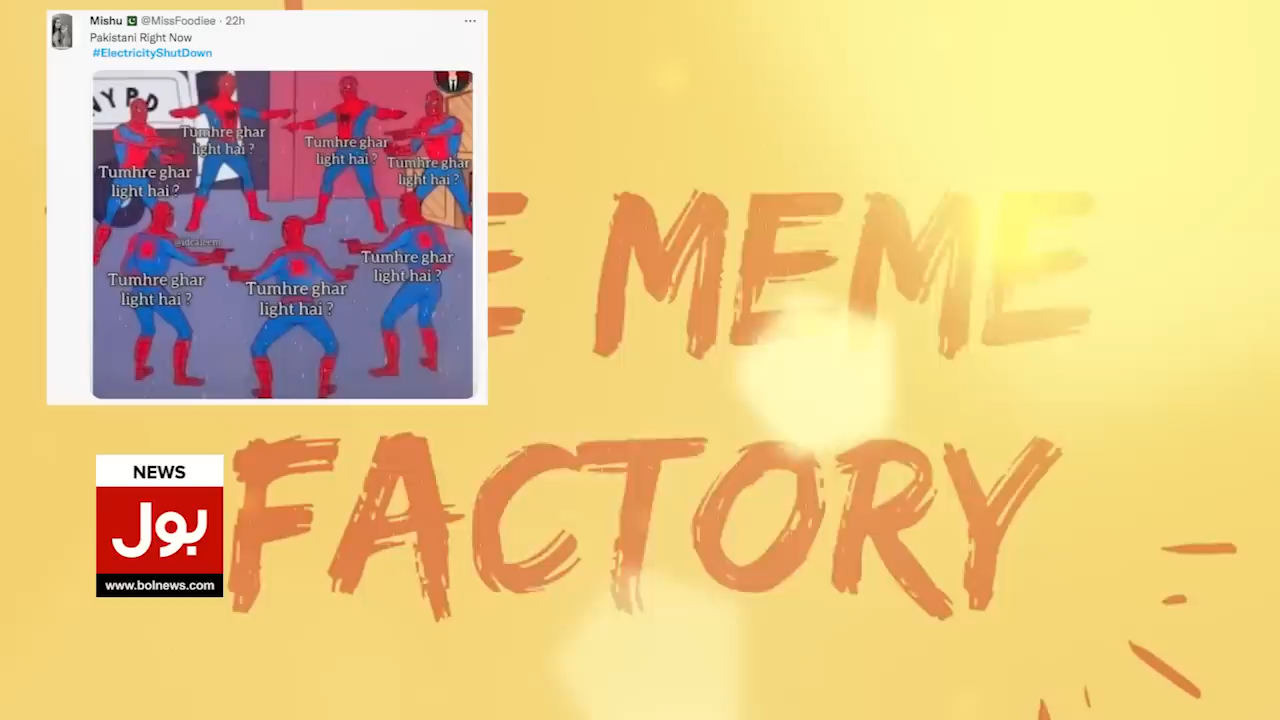 Mishu 🇵🇰 @MissFoodiee · 22h
Pakistani Right Now
#ElectricityShutDown
NYPD
Tumhre ghar
light hai ?
Tumhre ghar
light hai ?
Tumhre ghar
light hai ?
Tumhre ghar
light hai ?
@idcaleem
Tumhre ghar
light hai ?
Tumhre ghar
light hai ?
Tumhre ghar
light hai ?
E MEME
FACTORY
NEWS
بول
www.bolnews.com